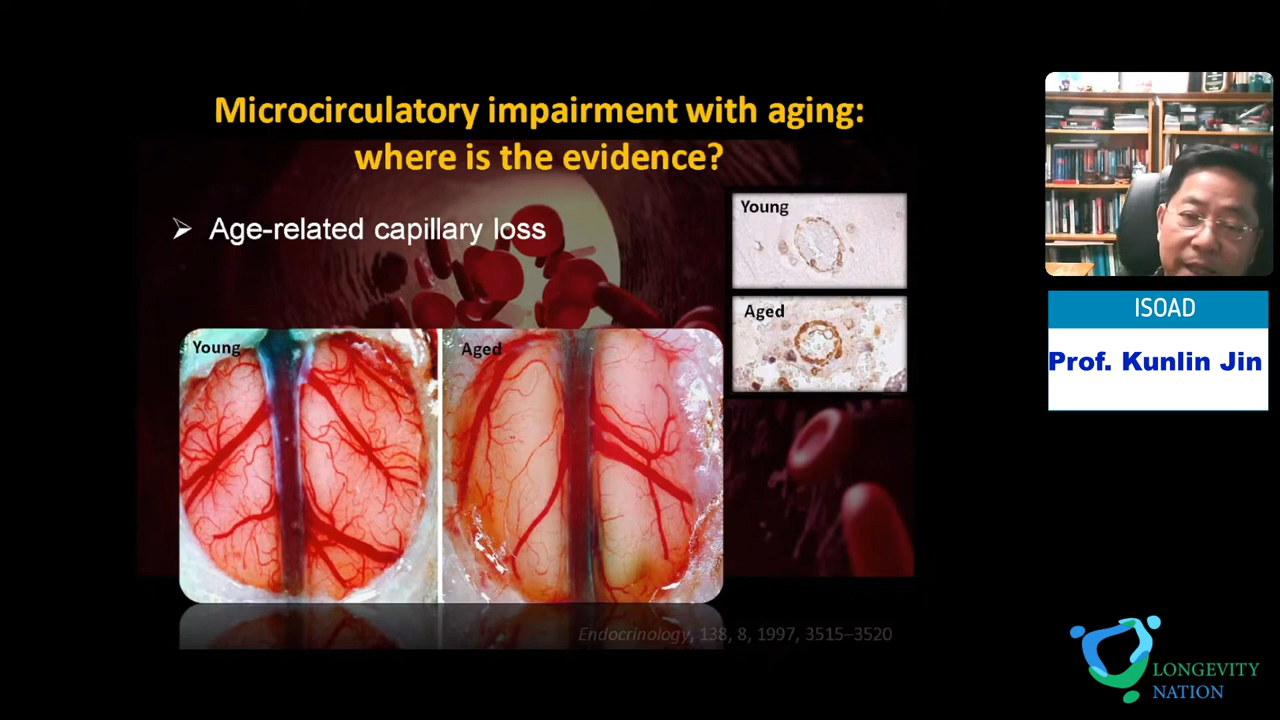 Microcirculatory impairment with aging:
where is the evidence?
➢ Age-related capillary loss
Young
Aged
Young
Aged
Endocrinology, 138, 8, 1997, 3515–3520
ISOAD
Prof. Kunlin Jin
LONGEVITY
NATION